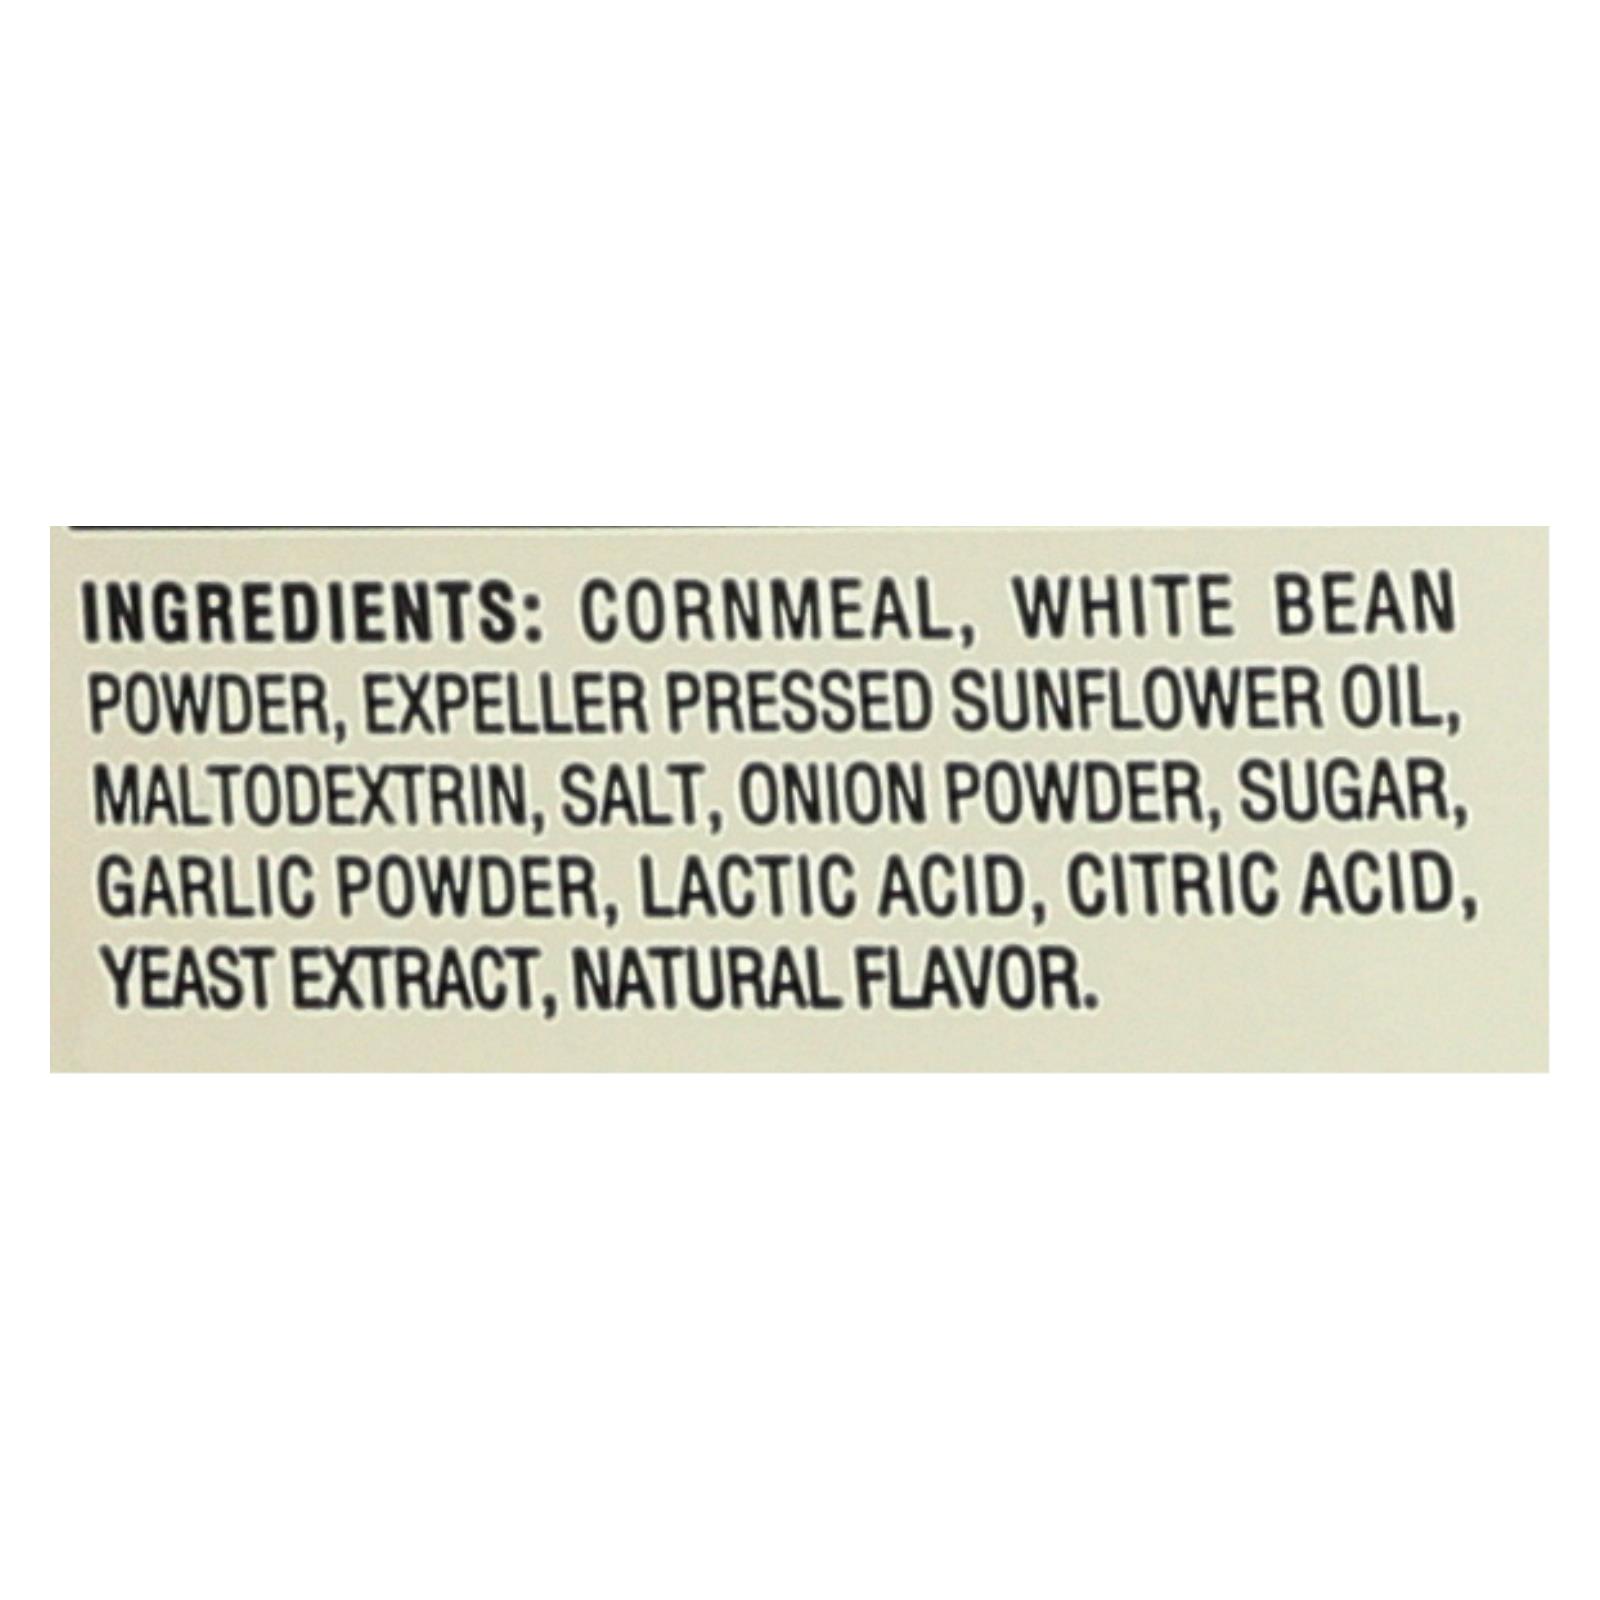 INGREDIENTS: CORNMEAL, WHITE BEAN
POWDER, EXPELLER PRESSED SUNFLOWER OIL,
MALTODEXTRIN, SALT, ONION POWDER, SUGAR,
GARLIC POWDER, LACTIC ACID, CITRIC ACID,
YEAST EXTRACT, NATURAL FLAVOR.